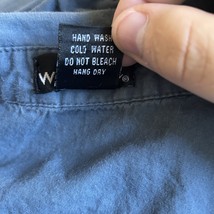 HAND WASH
COLD WATER
DO NOT BLEACH
HANG DRY
W